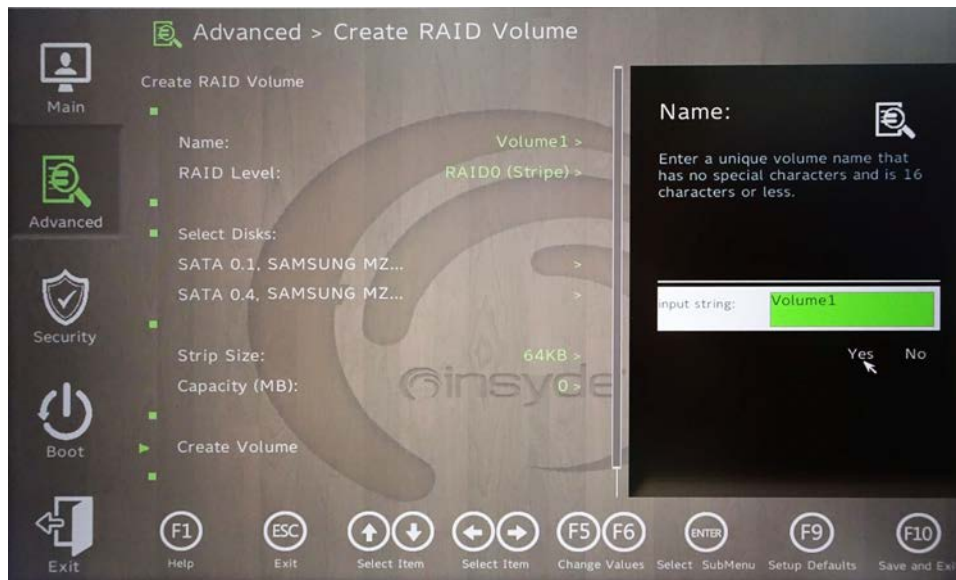 Advanced > Create RAID Volume
Main
Advanced
Security
Boot
Exit
Create RAID Volume
Name: Volume1 >
RAID Level: RAID0 (Stripe) >
Select Disks:
SATA 0.1, SAMSUNG MZ... >
SATA 0.4, SAMSUNG MZ... >
Strip Size: 64KB >
Capacity (MB): 0 >
Create Volume
insyde
Name:
Enter a unique volume name that
has no special characters and is 16
characters or less.
input string: Volume1
Yes No
F1 ESC F5 F6 ENTER F9 F10
Help Exit Select Item Select Item Change Values Select SubMenu Setup Defaults Save and Exi